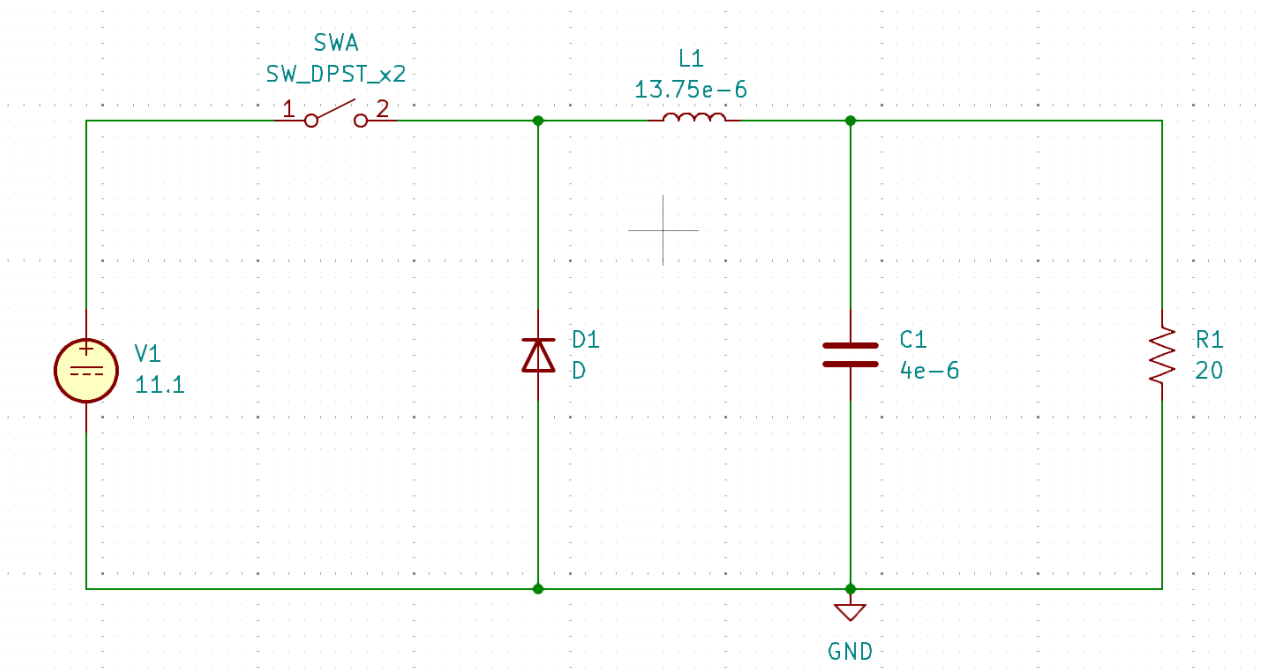 SWA
SW_DPST_x2
1
2
L1
13.75e-6
V1
11.1
D1
D
C1
4e-6
R1
20
GND